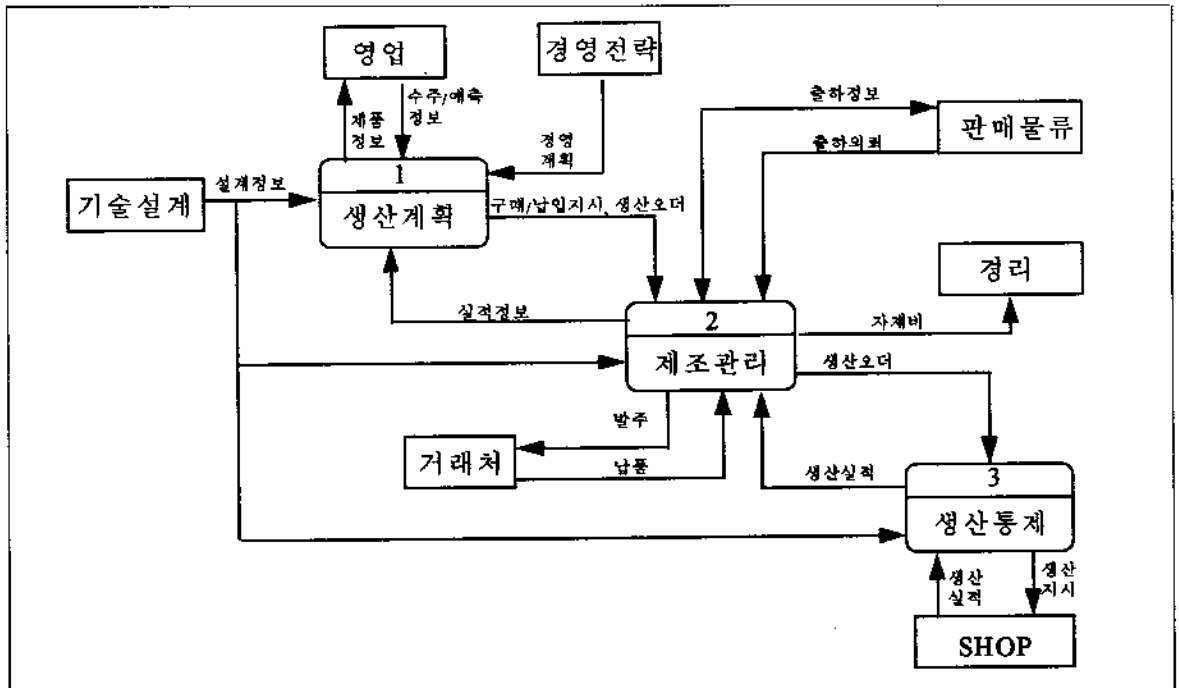 영업
경영전략
수주/예측
정보
제품
정보
경영
계획
출하정보
판매물류
출하의뢰
기술설계
설계정보
1
생산계획
구매/납입지시, 생산오더
경리
실적정보
2
제조관리
자재비
생산오더
발주
거래처
납품
생산실적
3
생산통제
생산
실적
생산
지시
SHOP